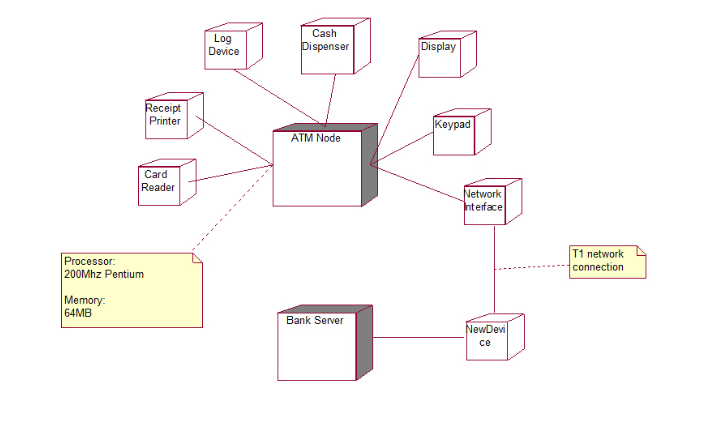 Log
Device
Cash
Dispenser
Display
Receipt
Printer
ATM Node
Keypad
Card
Reader
Network
Interface
Processor:
200Mhz Pentium
Memory:
64MB
T1 network
connection
Bank Server
NewDevi
ce